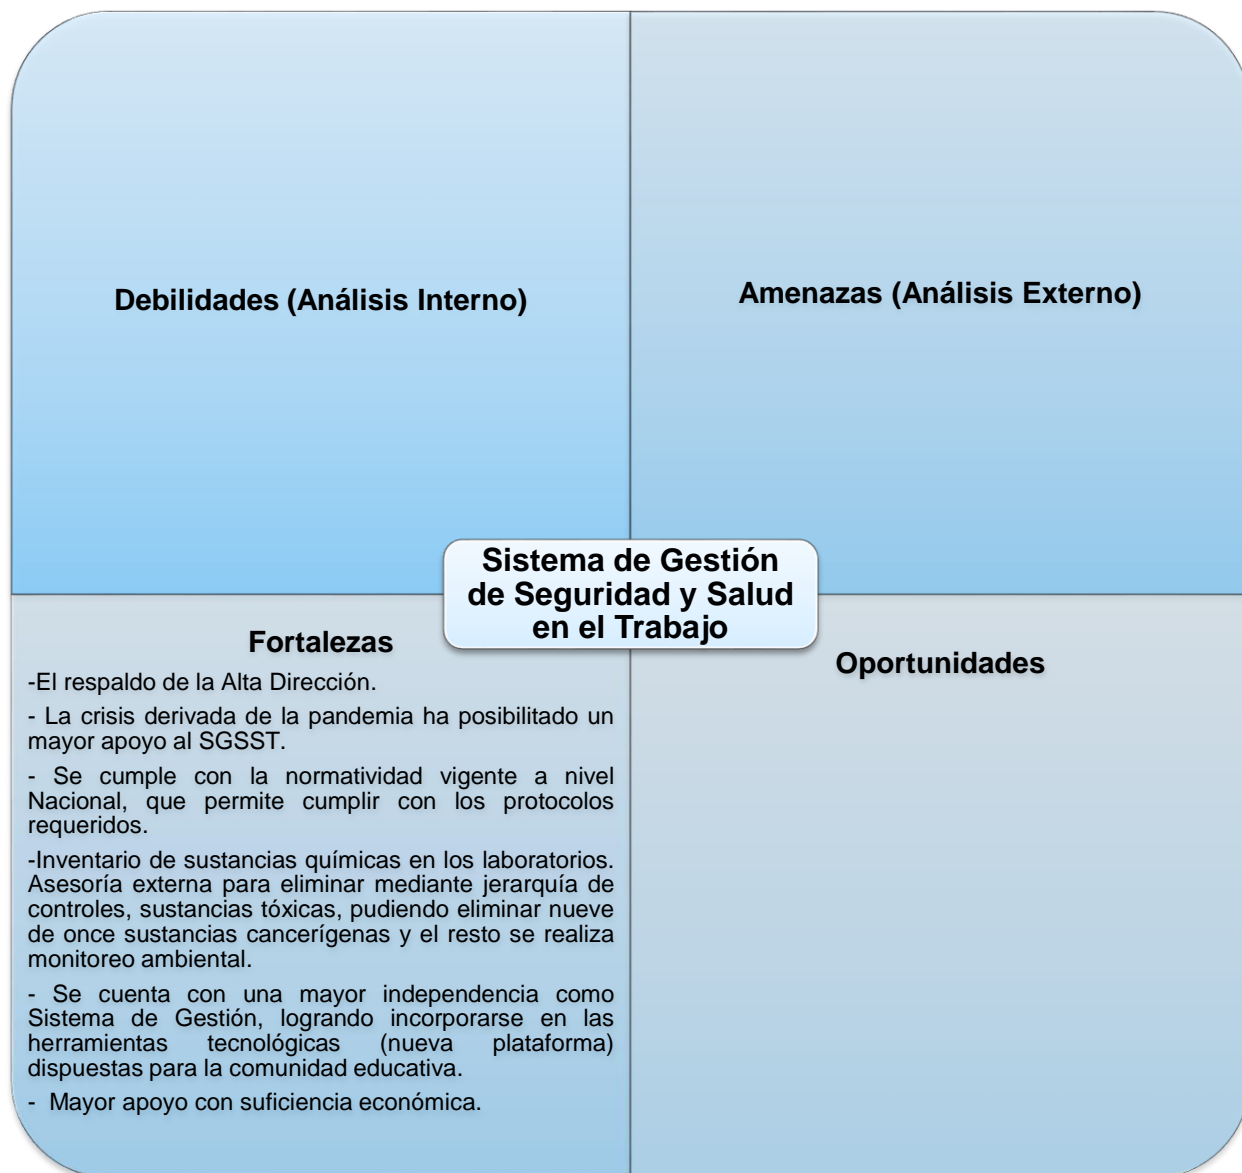 Debilidades (Análisis Interno)
Amenazas (Análisis Externo)
Sistema de Gestión
de Seguridad y Salud
en el Trabajo
Fortalezas
-El respaldo de la Alta Dirección.
- La crisis derivada de la pandemia ha posibilitado un
mayor apoyo al SGSST.
- Se cumple con la normatividad vigente a nivel
Nacional, que permite cumplir con los protocolos
requeridos.
-Inventario de sustancias químicas en los laboratorios.
Asesoría externa para eliminar mediante jerarquía de
controles, sustancias tóxicas, pudiendo eliminar nueve
de once sustancias cancerígenas y el resto se realiza
monitoreo ambiental.
- Se cuenta con una mayor independencia como
Sistema de Gestión, logrando incorporarse en las
herramientas tecnológicas (nueva plataforma)
dispuestas para la comunidad educativa.
- Mayor apoyo con suficiencia económica.
Oportunidades